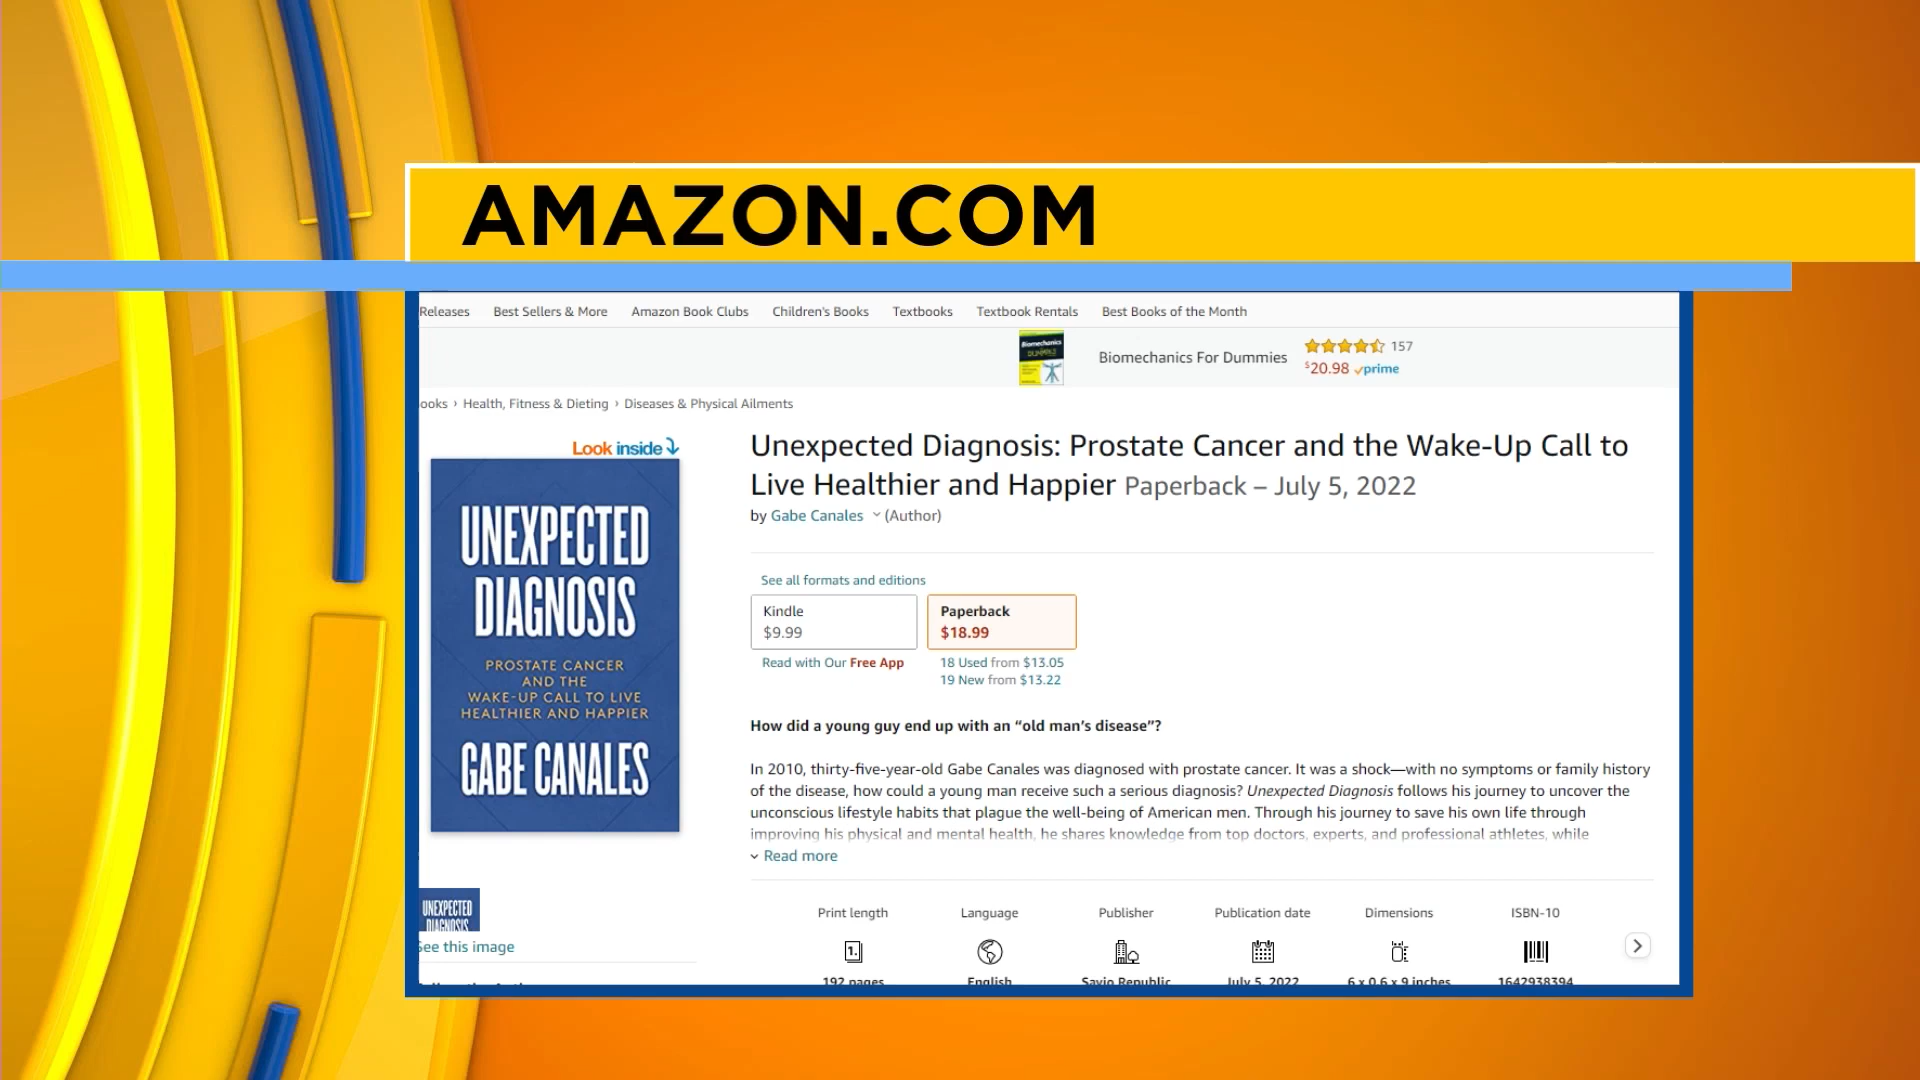 AMAZON.COM
Releases Best Sellers & More Amazon Book Clubs Children's Books Textbooks Textbook Rentals Best Books of the Month
Biomechanics
DUMMIES
Biomechanics For Dummies
157
$20.98 prime
ooks › Health, Fitness & Dieting › Diseases & Physical Ailments
Look inside
UNEXPECTED
DIAGNOSIS
PROSTATE CANCER
AND THE
WAKE-UP CALL TO LIVE
HEALTHIER AND HAPPIER
GABE CANALES
UNEXPECTED
DIAGNOSIS
See this image
Unexpected Diagnosis: Prostate Cancer and the Wake-Up Call to
Live Healthier and Happier Paperback – July 5, 2022
by Gabe Canales (Author)
See all formats and editions
Kindle
$9.99
Read with Our Free App
Paperback
$18.99
18 Used from $13.05
19 New from $13.22
How did a young guy end up with an “old man’s disease”?
In 2010, thirty-five-year-old Gabe Canales was diagnosed with prostate cancer. It was a shock—with no symptoms or family history
of the disease, how could a young man receive such a serious diagnosis? Unexpected Diagnosis follows his journey to uncover the
unconscious lifestyle habits that plague the well-being of American men. Through his journey to save his own life through
improving his physical and mental health, he shares knowledge from top doctors, experts, and professional athletes, while
Read more
Print length Language Publisher Publication date Dimensions ISBN-10
192 pages English Savio Republic July 5, 2022 6 x 0.6 x 9 inches 1642938394